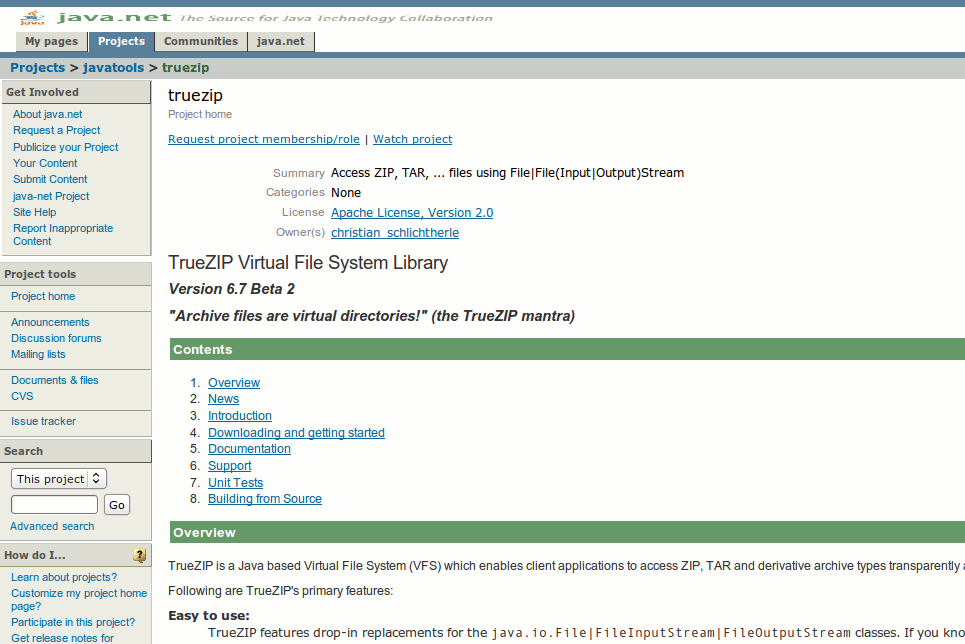 java.net The Source for Java Technology Collaboration
My pages Projects Communities java.net
Projects > javatools > truezip
Get Involved
About java.net
Request a Project
Publicize your Project
Your Content
Submit Content
java-net Project
Site Help
Report Inappropriate
Content
Project tools
Project home
Announcements
Discussion forums
Mailing lists
Documents & files
CVS
Issue tracker
Search
This project
Go
Advanced search
How do I...
Learn about projects?
Customize my project home
page?
Participate in this project?
Get release notes for
truezip
Project home
Request project membership/role | Watch project
Summary Access ZIP, TAR, ... files using File|File(Input|Output)Stream
Categories None
License Apache License, Version 2.0
Owner(s) christian_schlichtherle
TrueZIP Virtual File System Library
Version 6.7 Beta 2
"Archive files are virtual directories!" (the TrueZIP mantra)
Contents
1. Overview
2. News
3. Introduction
4. Downloading and getting started
5. Documentation
6. Support
7. Unit Tests
8. Building from Source
Overview
TrueZIP is a Java based Virtual File System (VFS) which enables client applications to access ZIP, TAR and derivative archive types transparently a
Following are TrueZIP's primary features:
Easy to use:
TrueZIP features drop-in replacements for the java.io.File|FileInputStream|FileOutputStream classes. If you kno